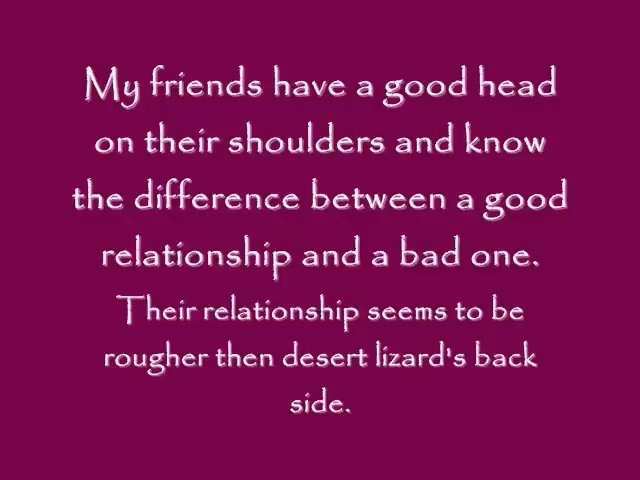 My friends have a good head
on their shoulders and know
the difference between a good
relationship and a bad one.
Their relationship seems to be
rougher then desert lizard's back
side.